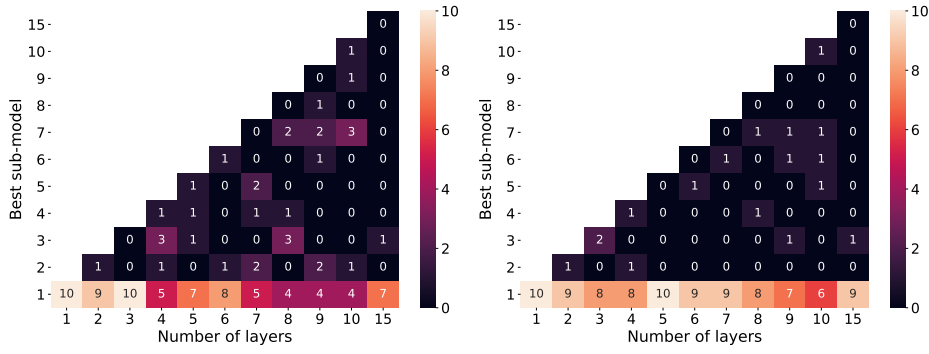 Best sub-model
15 0
10 1 0
9 0 1 0
8 0 1 0 0
7 0 2 2 3 0
6 1 0 0 1 0 0
5 1 0 2 0 0 0 0
4 1 1 0 1 1 0 0 0
3 0 3 1 0 0 3 0 0 1
2 1 0 1 0 1 2 0 2 1 0
1 10 9 10 5 7 8 5 4 4 4 7
1 2 3 4 5 6 7 8 9 10 15
Number of layers
10
8
6
4
2
0
Best sub-model
15 0
10 1 0
9 0 0 0
8 0 0 0 0
7 0 1 1 1 0
6 0 1 0 1 1 0
5 0 1 0 0 0 1 0
4 1 0 0 0 1 0 0 0
3 2 0 0 0 0 0 1 0 1
2 1 0 1 0 0 0 0 0 0 0
1 10 9 8 8 10 9 9 8 7 6 9
1 2 3 4 5 6 7 8 9 10 15
Number of layers
10
8
6
4
2
0